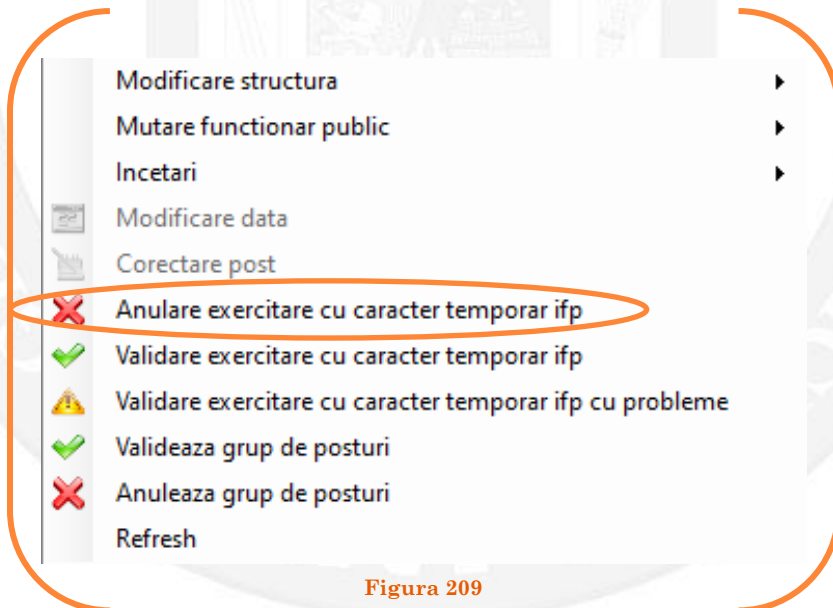 Modificare structura
Mutare functionar public
Incetari
Modificare data
Corectare post
Anulare exercitare cu caracter temporar ifp
Validare exercitare cu caracter temporar ifp
Validare exercitare cu caracter temporar ifp cu probleme
Valideaza grup de posturi
Anuleaza grup de posturi
Refresh
Figura 209